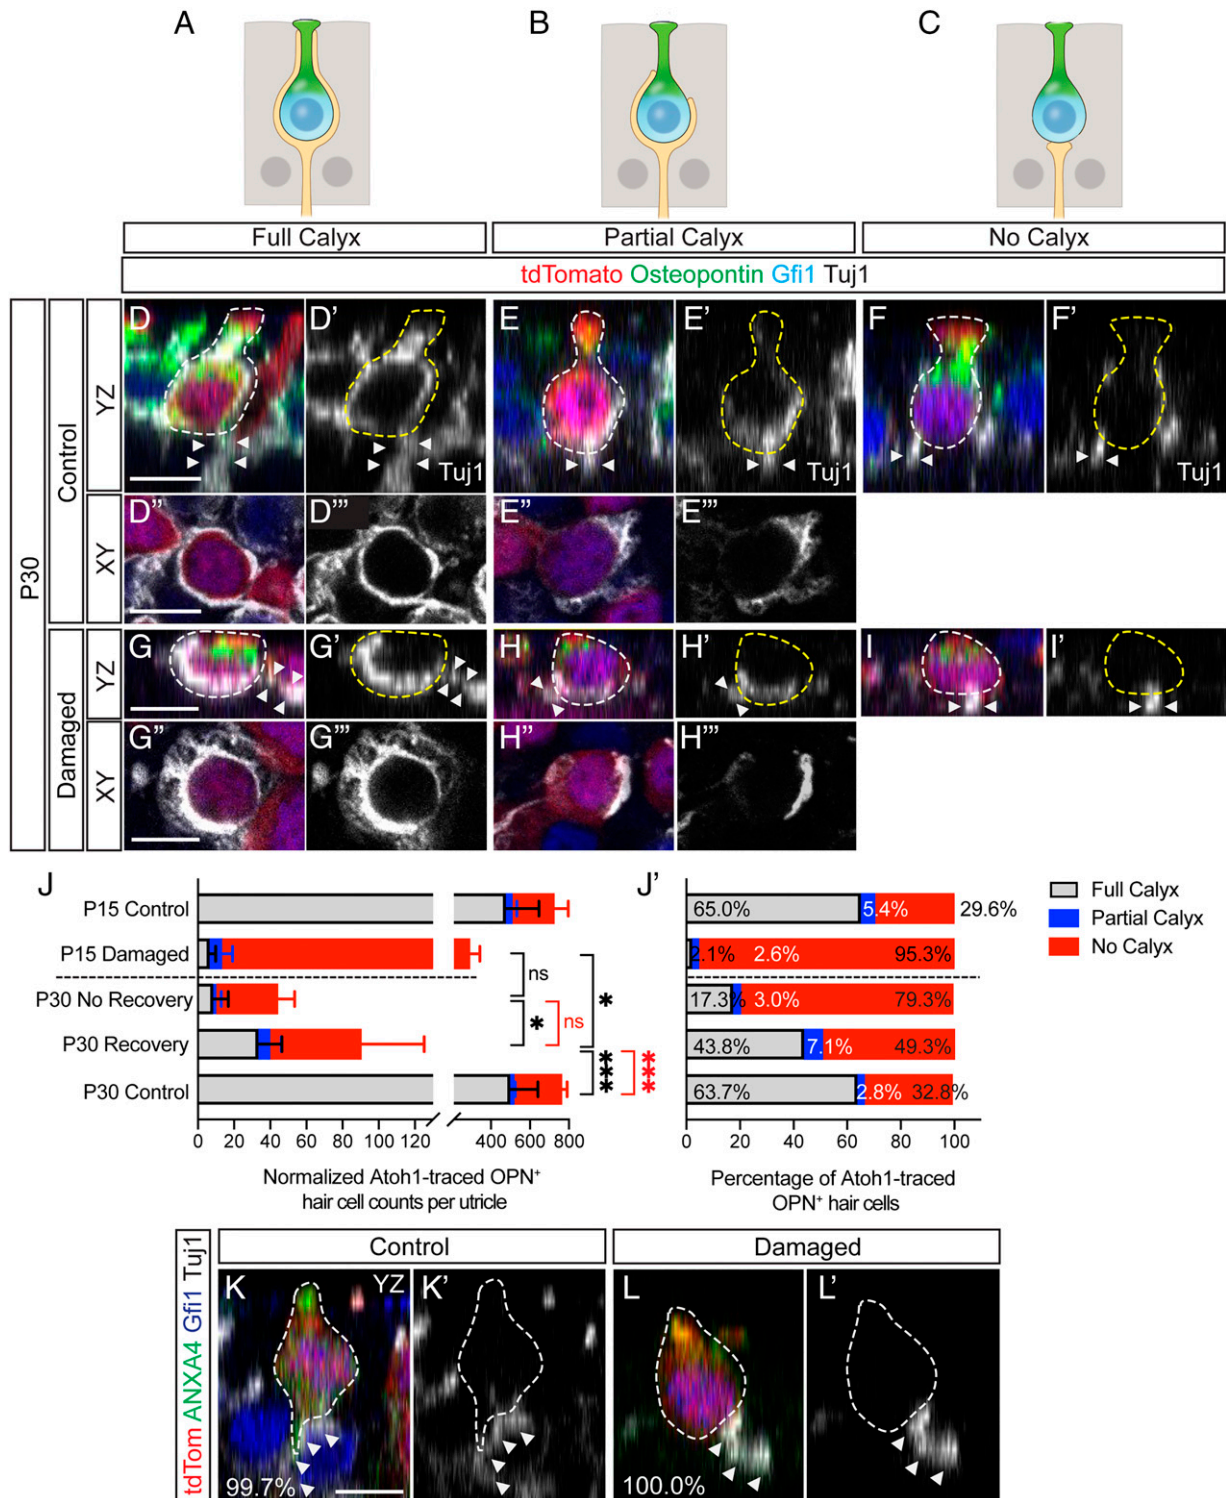 A B C
Full Calyx Partial Calyx No Calyx
tdTomato Osteopontin Gfi1 Tuj1
P30
Control
YZ
D D' E E' F F'
Tuj1 Tuj1
XY
D'' D''' E'' E'''
Damaged
YZ
G G' H H' I I'
XY
G'' G''' H'' H'''
J
P15 Control
P15 Damaged
P30 No Recovery
P30 Recovery
P30 Control
ns
*
*
ns
***
***
0 20 40 60 80 100 120 400 600 800
Normalized Atoh1-traced OPN⁺
hair cell counts per utricle
J'
65.0% 5.4% 29.6%
2.1% 2.6% 95.3%
17.3% 3.0% 79.3%
43.8% 7.1% 49.3%
63.7% 2.8% 32.8%
0 20 40 60 80 100
Percentage of Atoh1-traced
OPN⁺ hair cells
Full Calyx
Partial Calyx
No Calyx
Control Damaged
tdTom ANXA4 Gfi1 Tuj1
K YZ K' L L'
99.7% 100.0%